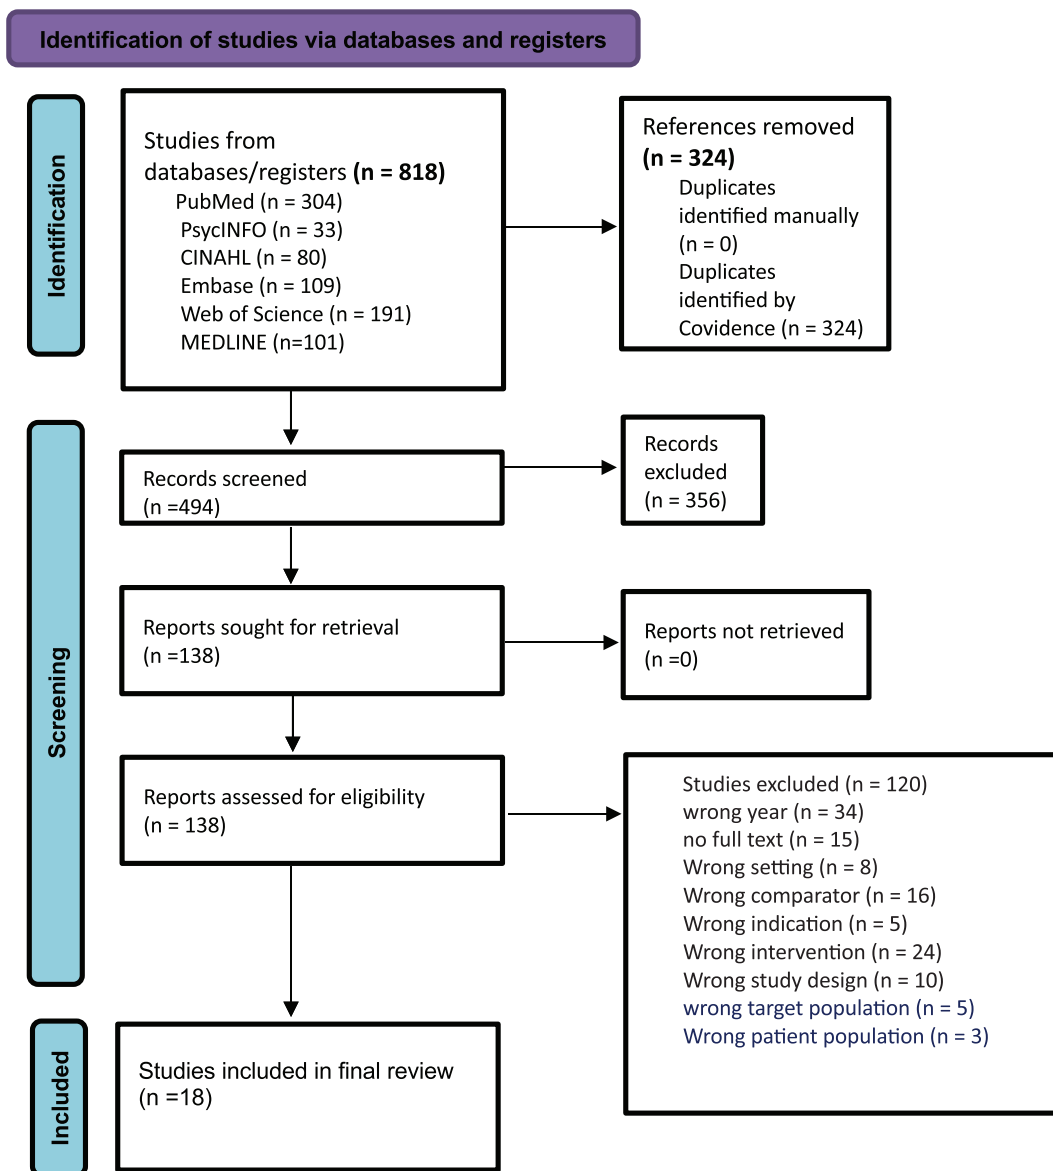 Identification of studies via databases and registers
Identification
Studies from
databases/registers (n = 818)
PubMed (n = 304)
PsycINFO (n = 33)
CINAHL (n = 80)
Embase (n = 109)
Web of Science (n = 191)
MEDLINE (n=101)
References removed
(n = 324)
Duplicates
identified manually
(n = 0)
Duplicates
identified by
Covidence (n = 324)
Screening
Records screened
(n =494)
Records
excluded
(n = 356)
Reports sought for retrieval
(n =138)
Reports not retrieved
(n =0)
Reports assessed for eligibility
(n = 138)
Studies excluded (n = 120)
wrong year (n = 34)
no full text (n = 15)
Wrong setting (n = 8)
Wrong comparator (n = 16)
Wrong indication (n = 5)
Wrong intervention (n = 24)
Wrong study design (n = 10)
wrong target population (n = 5)
Wrong patient population (n = 3)
Included
Studies included in final review
(n =18)